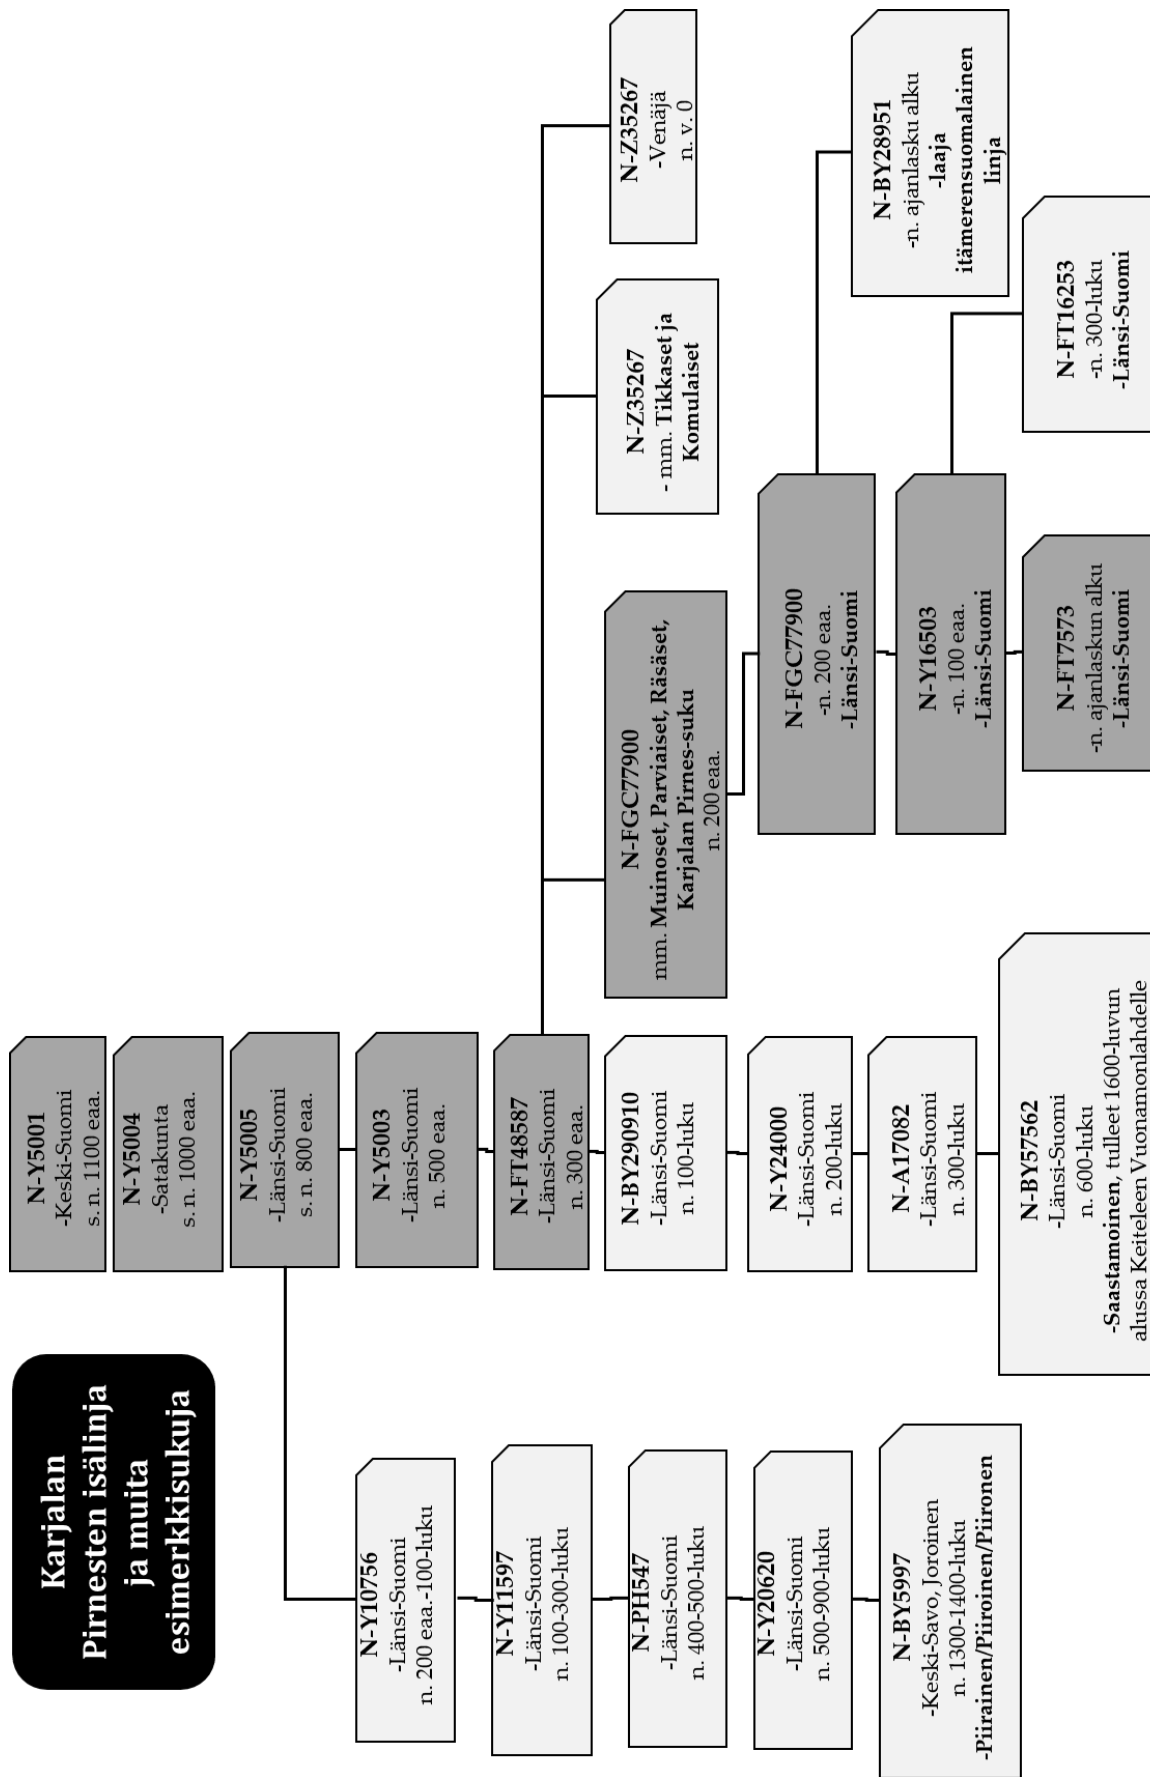 Karjalan
Pirnesten isälinja
ja muita
esimerkkisukuja
N-Y5001
-Keski-Suomi
s. n. 1100 eaa.
N-Y5004
-Satakunta
s. n. 1000 eaa.
N-Y5005
-Länsi-Suomi
s. n. 800 eaa.
N-Y5003
-Länsi-Suomi
n. 500 eaa.
N-FT48587
-Länsi-Suomi
n. 300 eaa.
N-Y10756
-Länsi-Suomi
n. 200 eaa.-100-luku
N-Y11597
-Länsi-Suomi
n. 100-300-luku
N-PH547
-Länsi-Suomi
n. 400-500-luku
N-Y20620
-Länsi-Suomi
n. 500-900-luku
N-BY5997
-Keski-Savo, Joroinen
n. 1300-1400-luku
-Piirainen/Piiroinen/Piironen
N-BY290910
-Länsi-Suomi
n. 100-luku
N-Y24000
-Länsi-Suomi
n. 200-luku
N-A17082
-Länsi-Suomi
n. 300-luku
N-BY57562
-Länsi-Suomi
n. 600-luku
-Saastamoinen, tulleet 1600-luvun
alussa Keiteleen Vuonamonlahdelle
N-FGC77900
mm. Muinoset, Parviaiset, Räsäset,
Karjalan Pirnes-suku
n. 200 eaa.
N-Z35267
- mm. Tikkaset ja
Komulaiset
N-Z35267
-Venäjä
n. v. 0
N-FGC77900
-n. 200 eaa.
-Länsi-Suomi
N-Y16503
-n. 100 eaa.
-Länsi-Suomi
N-FT7573
-n. ajanlaskun alku
-Länsi-Suomi
N-BY28951
-n. ajanlasku alku
-laaja
itämerensuomalainen
linja
N-FT16253
-n. 300-luku
-Länsi-Suomi